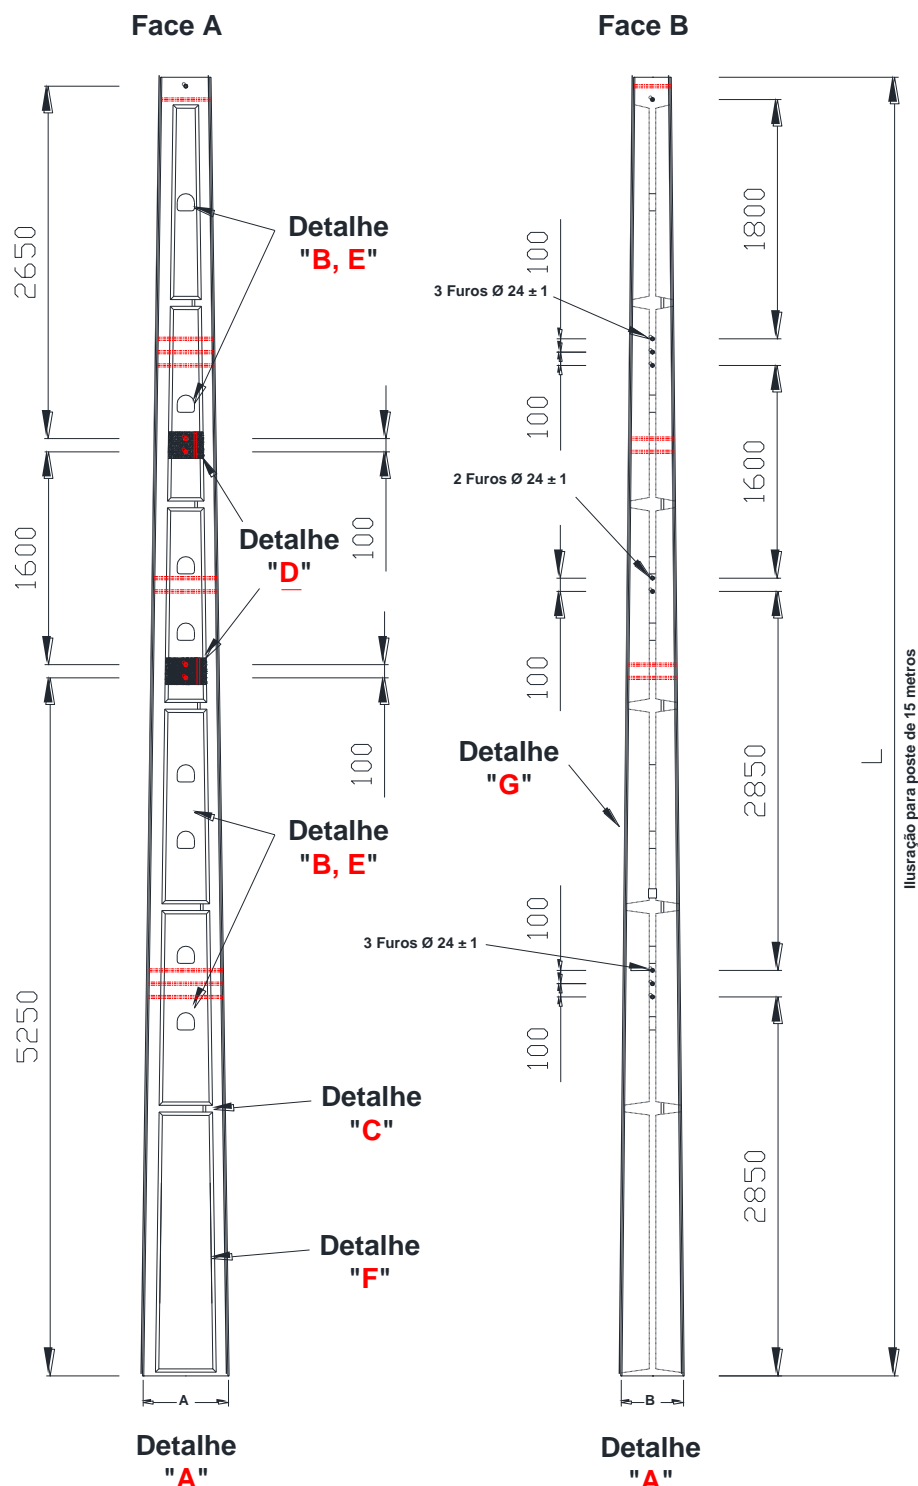 Face A
Face B
2650
1600
5250
Detalhe
"B, E"
Detalhe
"D"
100
100
Detalhe
"B, E"
Detalhe
"C"
Detalhe
"F"
A
Detalhe
"A"
100
3 Furos Ø 24 ± 1
100
2 Furos Ø 24 ± 1
100
Detalhe
"G"
100
3 Furos Ø 24 ± 1
100
1800
1600
2850
2850
L
Ilusração para poste de 15 metros
B
Detalhe
"A"